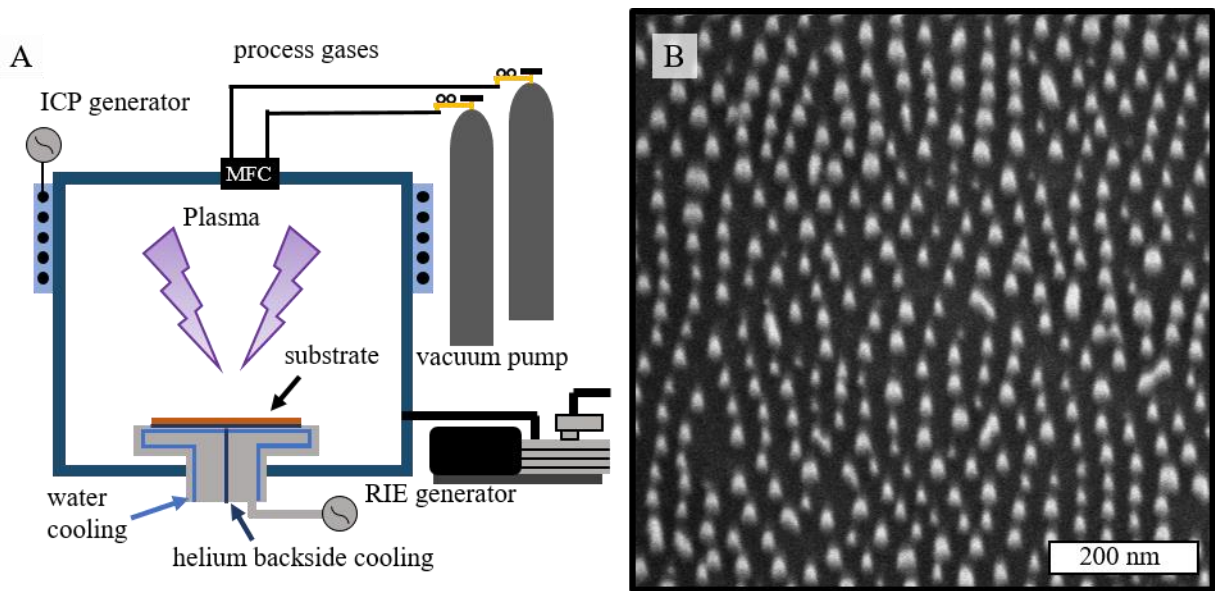 A
process gases
ICP generator
MFC
Plasma
substrate
vacuum pump
water
cooling
RIE generator
helium backside cooling
B
200 nm